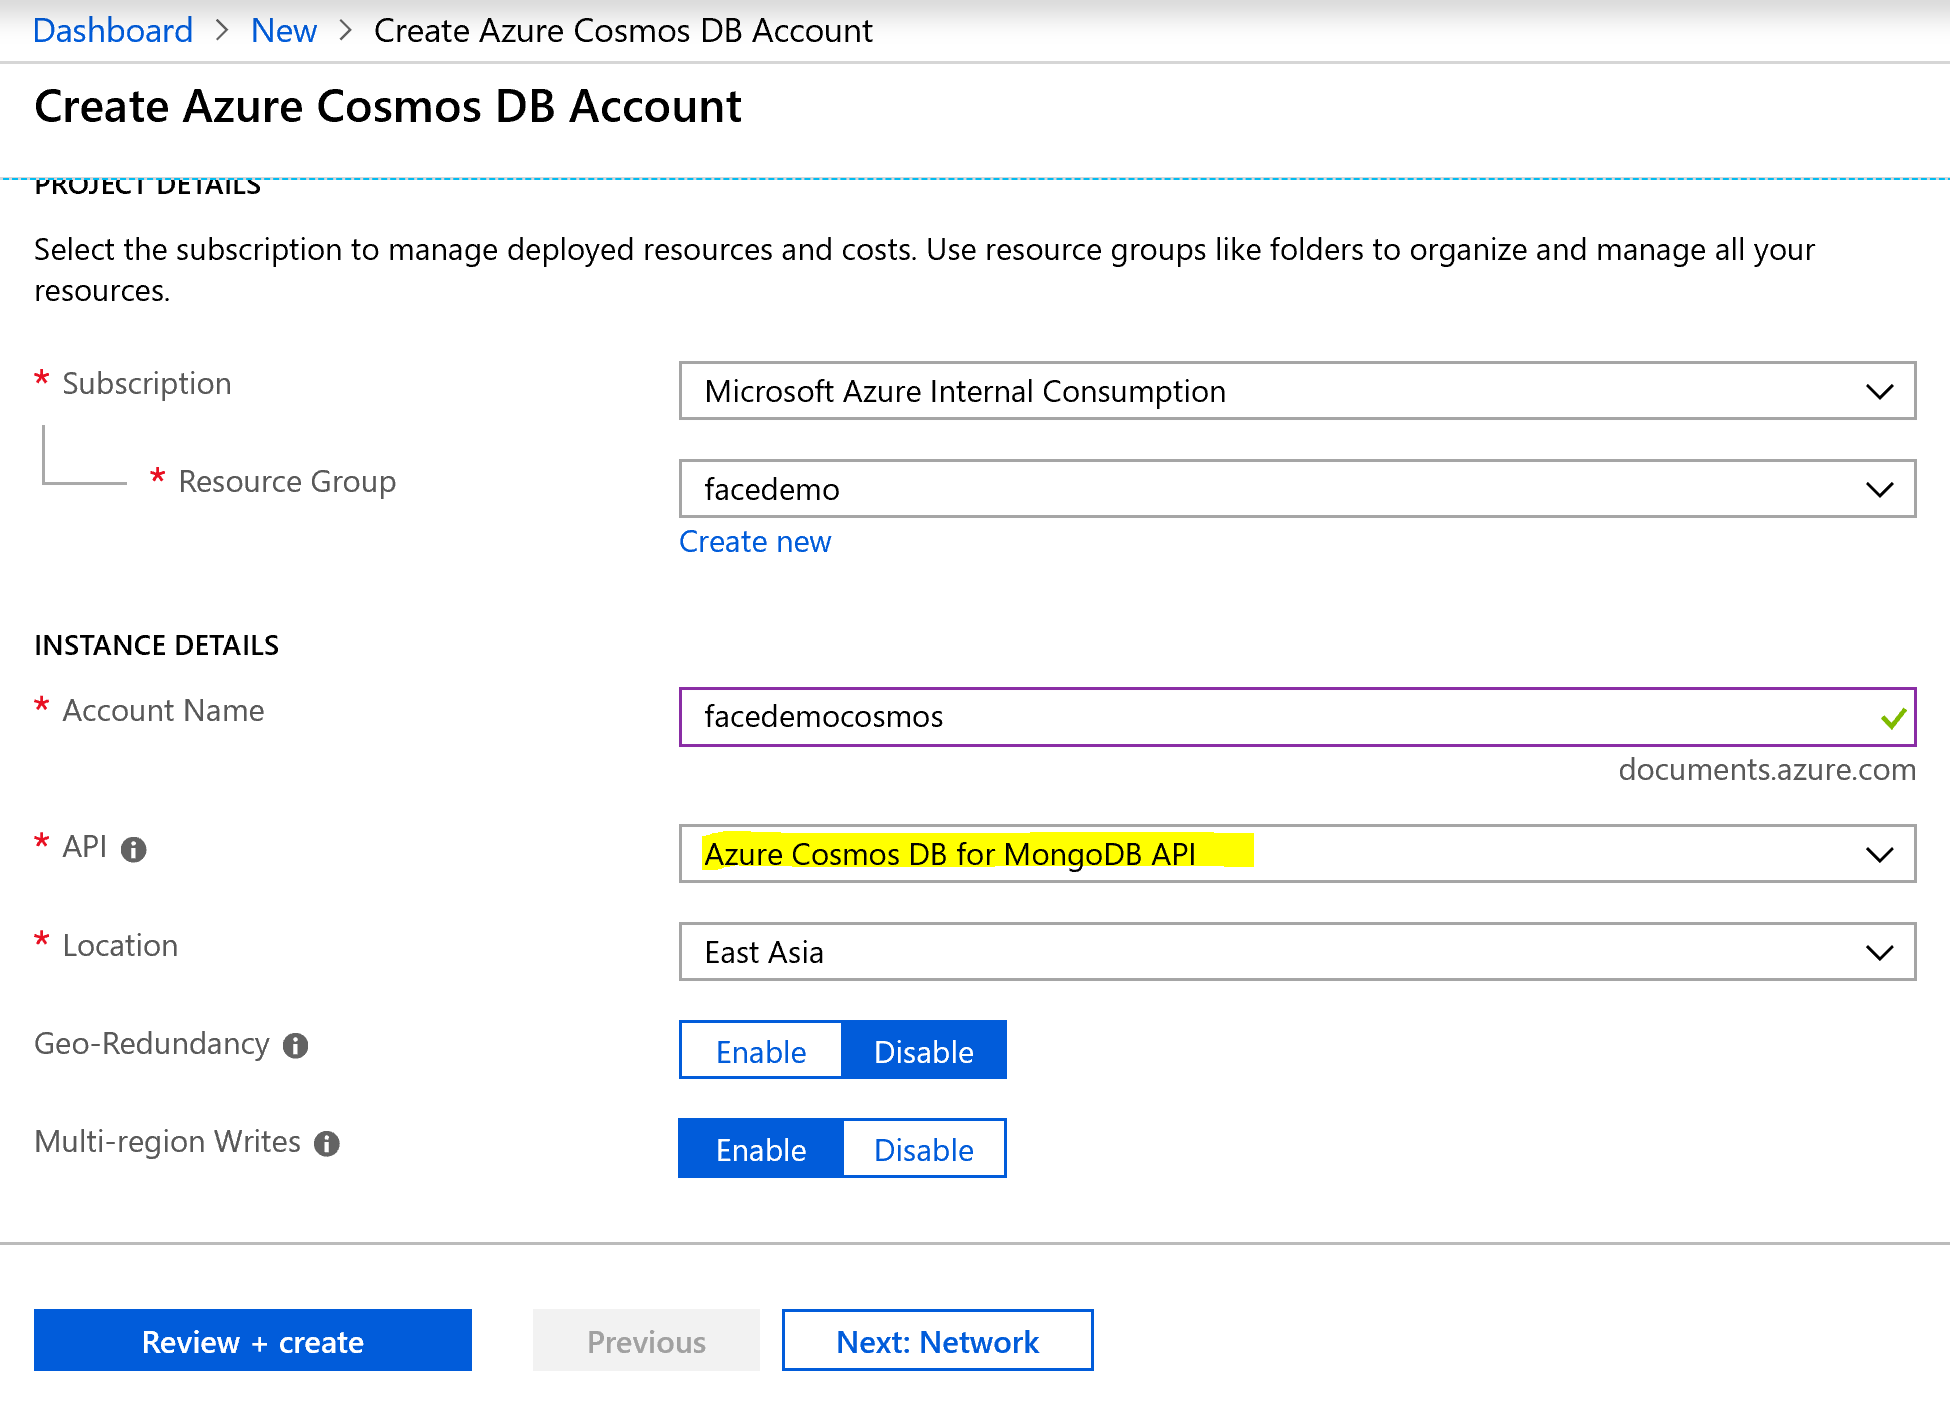 Dashboard > New > Create Azure Cosmos DB Account
Create Azure Cosmos DB Account
PROJECT DETAILS
Select the subscription to manage deployed resources and costs. Use resource groups like folders to organize and manage all your
resources.
* Subscription
Microsoft Azure Internal Consumption
* Resource Group
facedemo
Create new
INSTANCE DETAILS
* Account Name
facedemocosmos
documents.azure.com
* API
Azure Cosmos DB for MongoDB API
* Location
East Asia
Geo-Redundancy
Enable Disable
Multi-region Writes
Enable Disable
Review + create Previous Next: Network